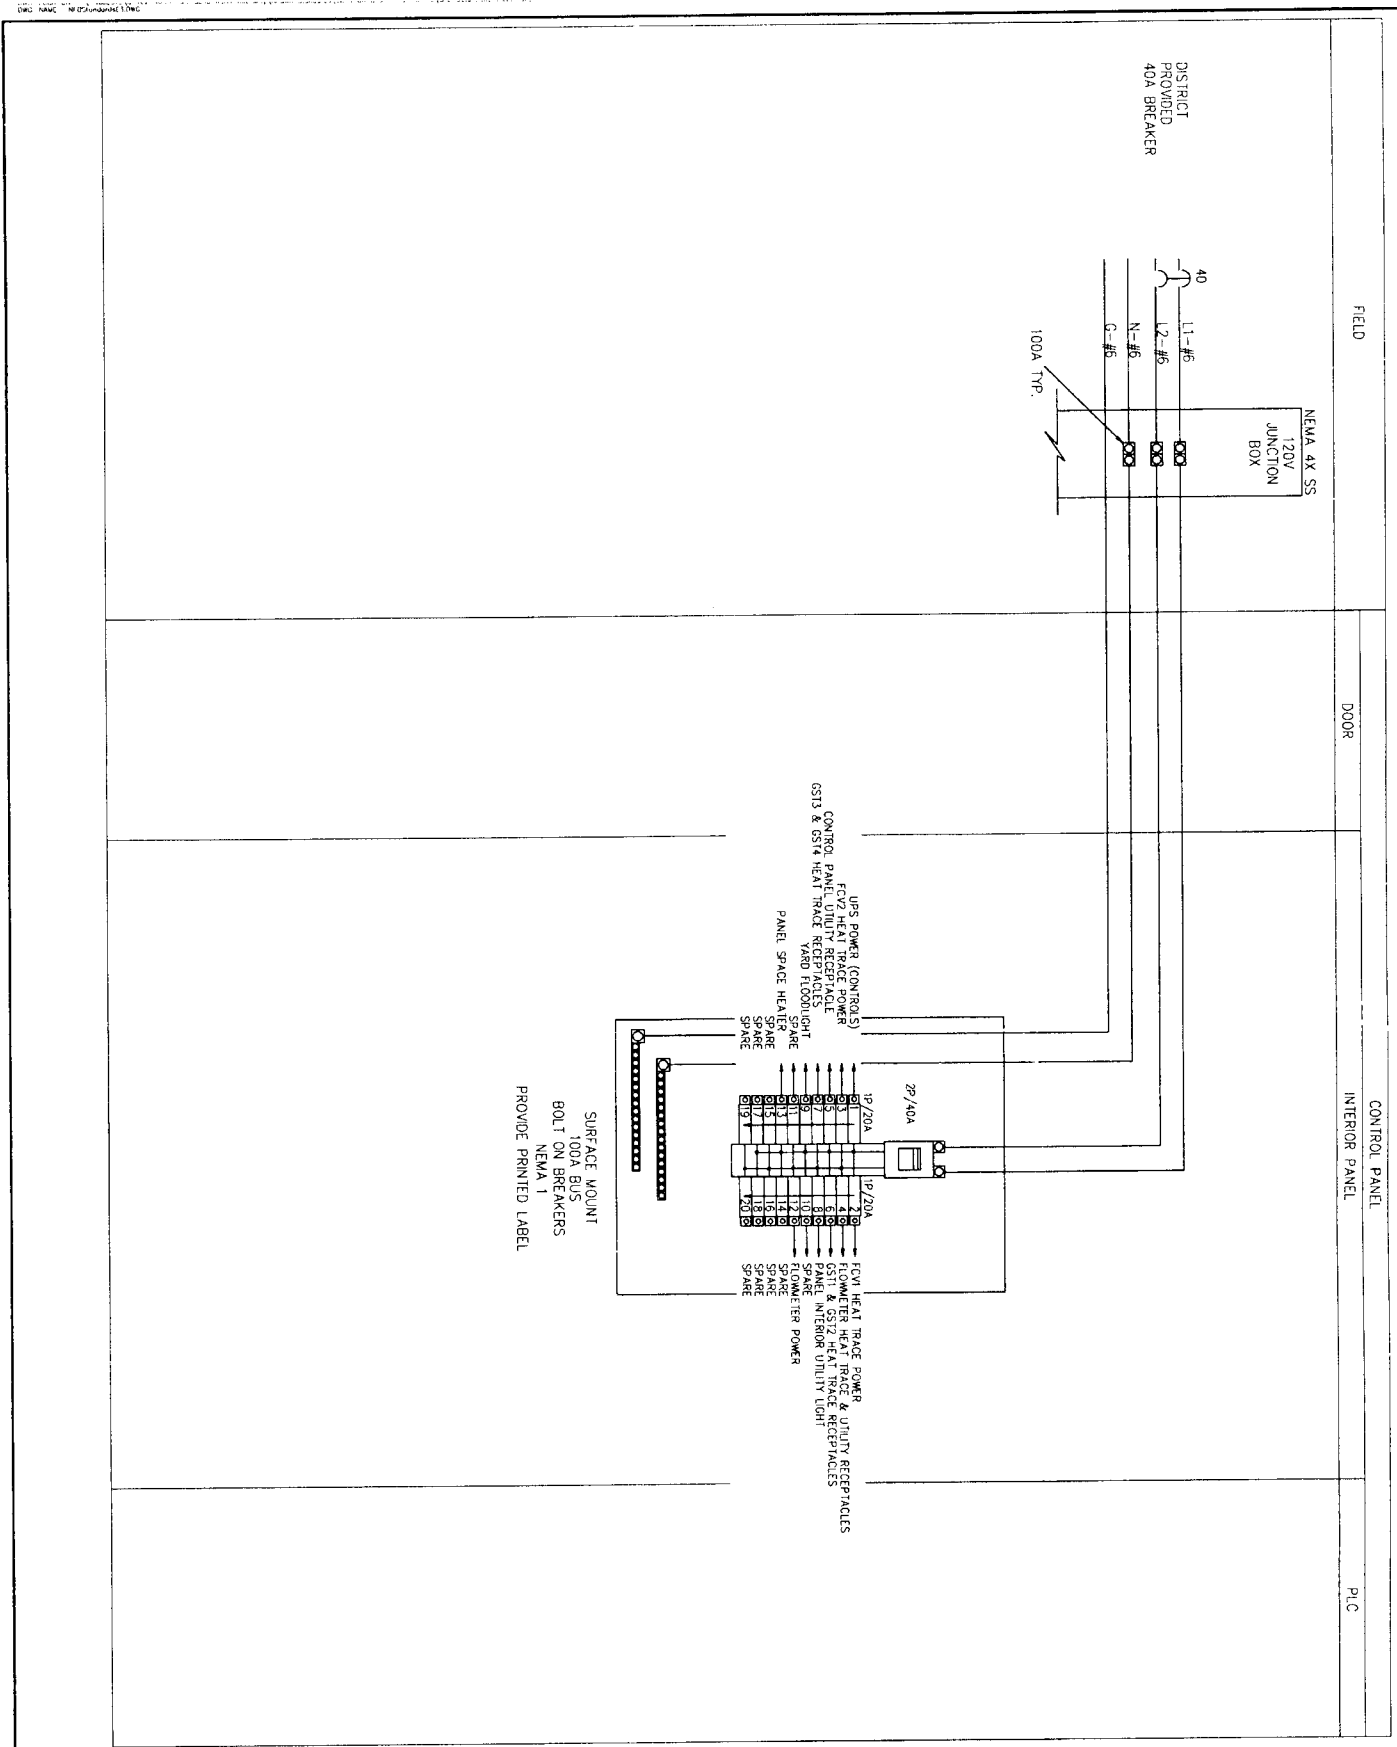 CONTROL PANEL
FIELD
DOOR
INTERIOR PANEL
PLC
DISTRICT
PROVIDED
40A BREAKER
40
L1-#6
L2-#6
N-#6
G-#6
100A TYP.
NEMA 4X SS
120V
JUNCTION
BOX
2P/40A
1P/20A
1P/20A
UPS POWER (CONTROLS)
FCV2 HEAT TRACE POWER
CONTROL PANEL UTILITY RECEPTACLE
GST3 & GST4 HEAT TRACE RECEPTACLES
YARD FLOODLIGHT
SPARE
PANEL SPACE HEATER
SPARE
SPARE
SPARE
1
3
5
7
9
11
13
15
17
19
2
4
6
8
10
12
14
16
18
20
FCV1 HEAT TRACE POWER
FLOWMETER HEAT TRACE & UTILITY RECEPTACLES
GST1 & GST2 HEAT TRACE RECEPTACLES
PANEL INTERIOR UTILITY LIGHT
SPARE
FLOWMETER POWER
SPARE
SPARE
SPARE
SPARE
SURFACE MOUNT
100A BUS
BOLT ON BREAKERS
NEMA 1
PROVIDE PRINTED LABEL
DWG NAME